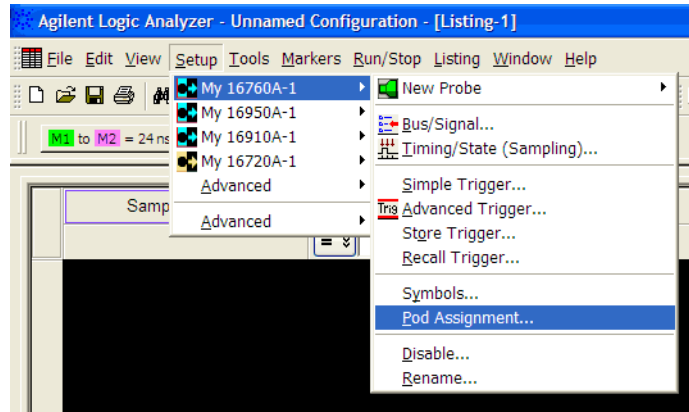 Agilent Logic Analyzer - Unnamed Configuration - [Listing-1]
File Edit View Setup Tools Markers Run/Stop Listing Window Help
My 16760A-1
My 16950A-1
My 16910A-1
My 16720A-1
Advanced
Advanced
New Probe
Bus/Signal...
Timing/State (Sampling)...
Simple Trigger...
Trig Advanced Trigger...
Store Trigger...
Recall Trigger...
Symbols...
Pod Assignment...
Disable...
Rename...
M1 to M2 = 24 ns
Samp
=